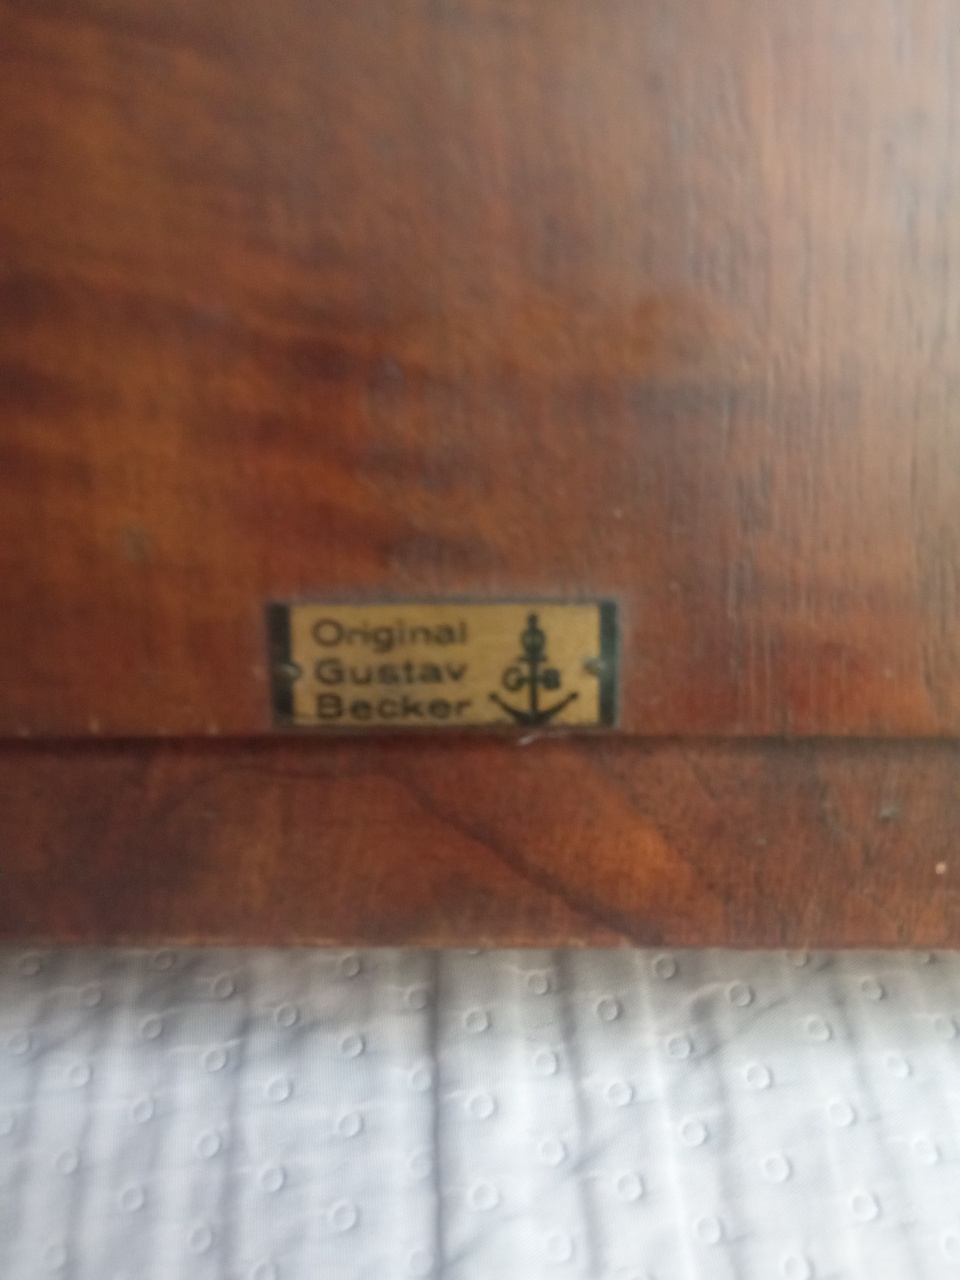 Original
Gustav
Becker
G B